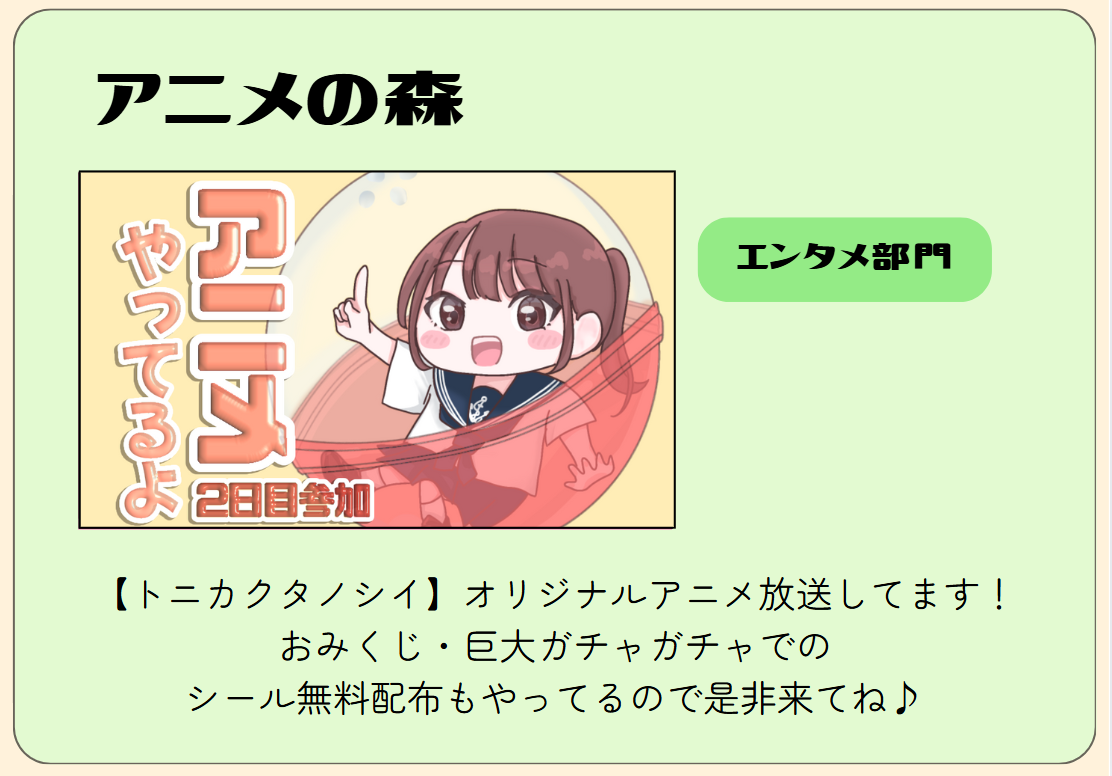 アニメの森
アニメ
やってるよ
2日目参加
エンタメ部門
【トニカクタノシイ】オリジナルアニメ放送してます！
おみくじ・巨大ガチャガチャでの
シール無料配布もやってるので是非来てね♪